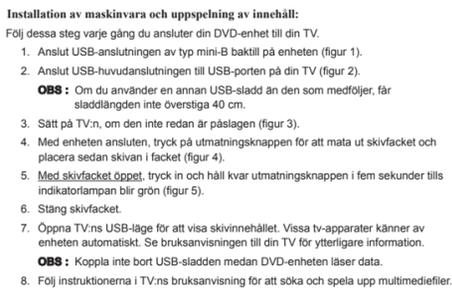 Installation av maskinvara och uppspelning av innehåll:
Följ dessa steg varje gång du ansluter din DVD-enhet till din TV.
1. Anslut USB-anslutningen av typ mini-B baktill på enheten (figur 1).
2. Anslut USB-huvudanslutningen till USB-porten på din TV (figur 2).
OBS : Om du använder en annan USB-sladd än den som medföljer, får
sladdlängden inte överstiga 40 cm.
3. Sätt på TV:n, om den inte redan är påslagen (figur 3).
4. Med enheten ansluten, tryck på utmatningsknappen för att mata ut skivfacket och
placera sedan skivan i facket (figur 4).
5. Med skivfacket öppet, tryck in och håll kvar utmatningsknappen i fem sekunder tills
indikatorlampan blir grön (figur 5).
6. Stäng skivfacket.
7. Öppna TV:ns USB-läge för att visa skivinnehållet. Vissa tv-apparater känner av
enheten automatiskt. Se bruksanvisningen till din TV för ytterligare information.
OBS : Koppla inte bort USB-sladden medan DVD-enheten läser data.
8. Följ instruktionerna i TV:ns bruksanvisning för att söka och spela upp multimediefiler.